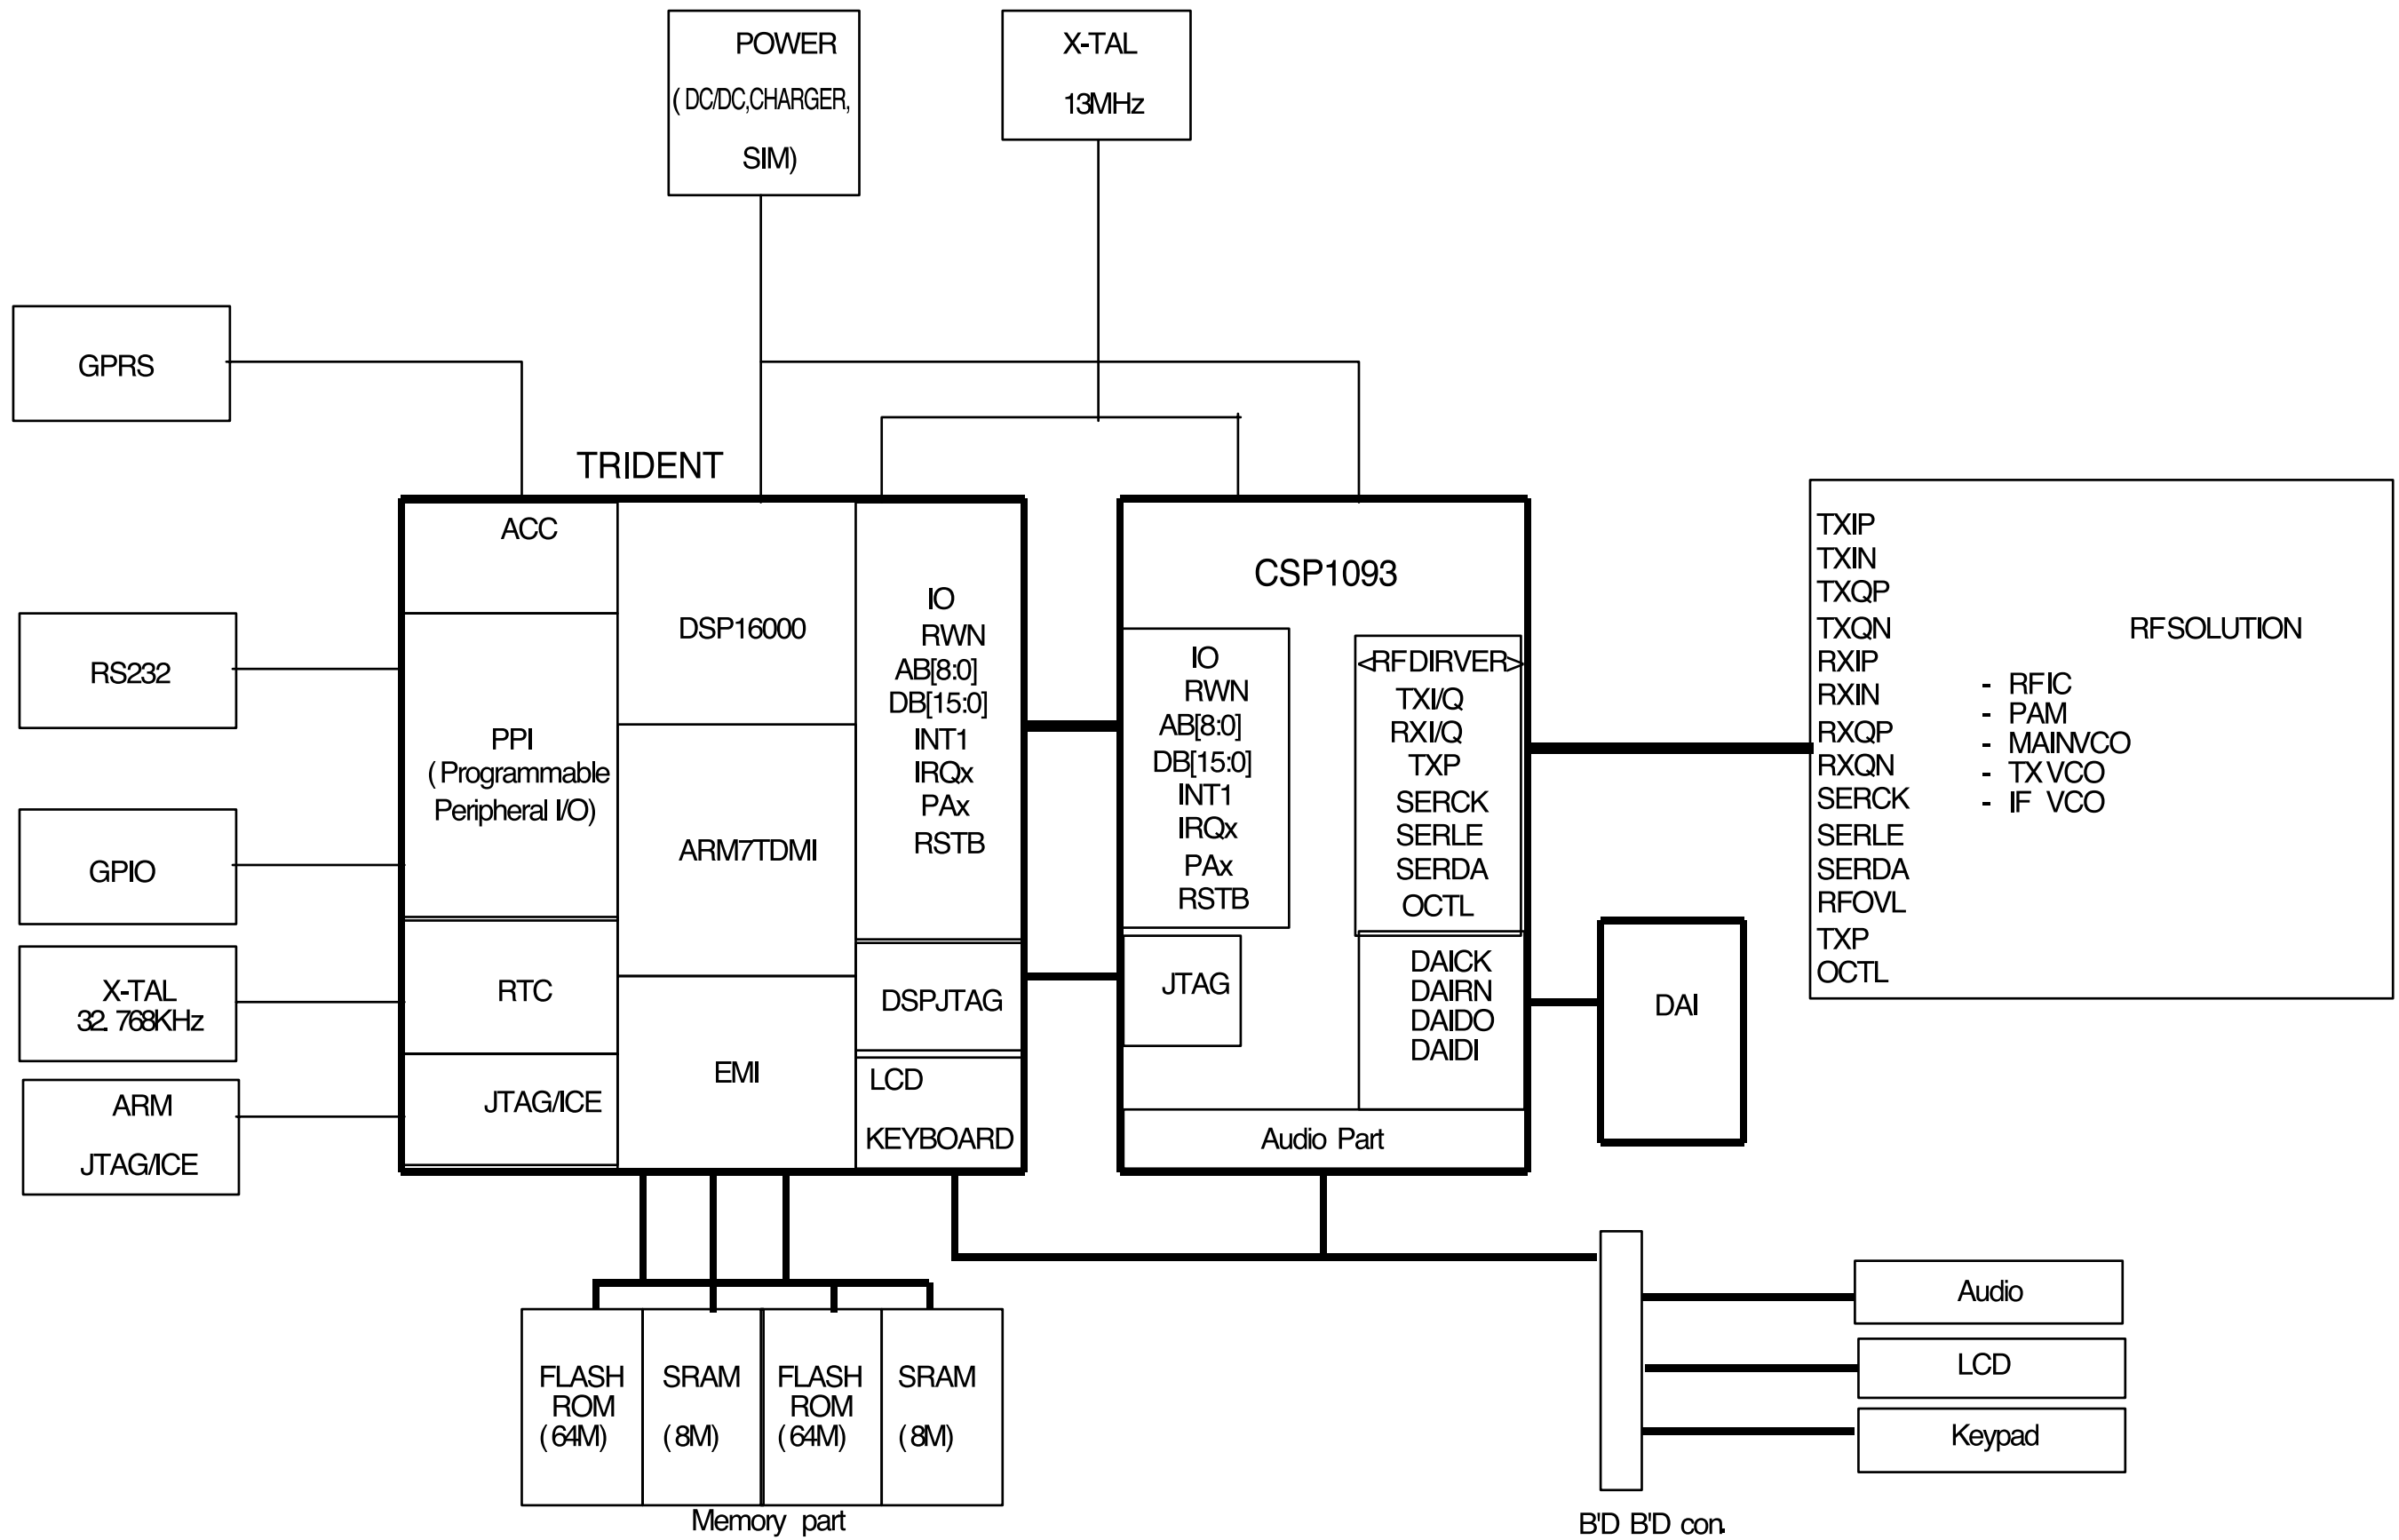 POWER
( DC/DC,CHARGER,
SIM)
X-TAL
13MHz
GPRS
TRIDENT
RS232
GPIO
X-TAL
32. 768KHz
ARM
JTAG/ICE
ACC
PPI
( Programmable
Peripheral I/O)
RTC
JTAG/ICE
DSP16000
ARM7TDMI
EMI
IO
RWN
AB[8:0]
DB[15:0]
INT1
IRQx
PAx
RSTB
DSPJTAG
LCD
KEYBOARD
CSP1093
IO
RWN
AB[8:0]
DB[15:0]
INT1
IRQx
PAx
RSTB
JTAG
<RFDIRVER>
TXI/Q
RXI/Q
TXP
SERCK
SERLE
SERDA
OCTL
DAICK
DAIRN
DAIDO
DAIDI
Audio Part
DAI
TXIP
TXIN
TXQP
TXQN
RXIP
RXIN
RXQP
RXQN
SERCK
SERLE
SERDA
RFOVL
TXP
OCTL
RF SOLUTION
- RFIC
- PAM
- MAINVCO
- TX VCO
- IF VCO
FLASH
ROM
( 64M)
SRAM
( 8M)
FLASH
ROM
( 64M)
SRAM
( 8M)
Memory part
B'D B'D con.
Audio
LCD
Keypad